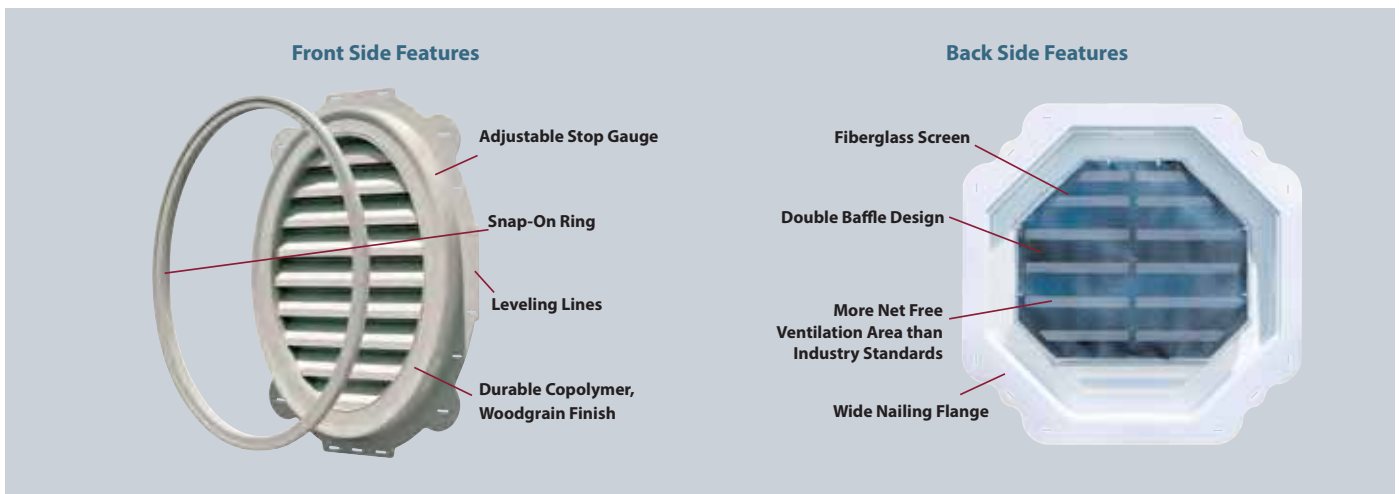 Front Side Features
Adjustable Stop Gauge
Snap-On Ring
Leveling Lines
Durable Copolymer,
Woodgrain Finish
Back Side Features
Fiberglass Screen
Double Baffle Design
More Net Free
Ventilation Area than
Industry Standards
Wide Nailing Flange